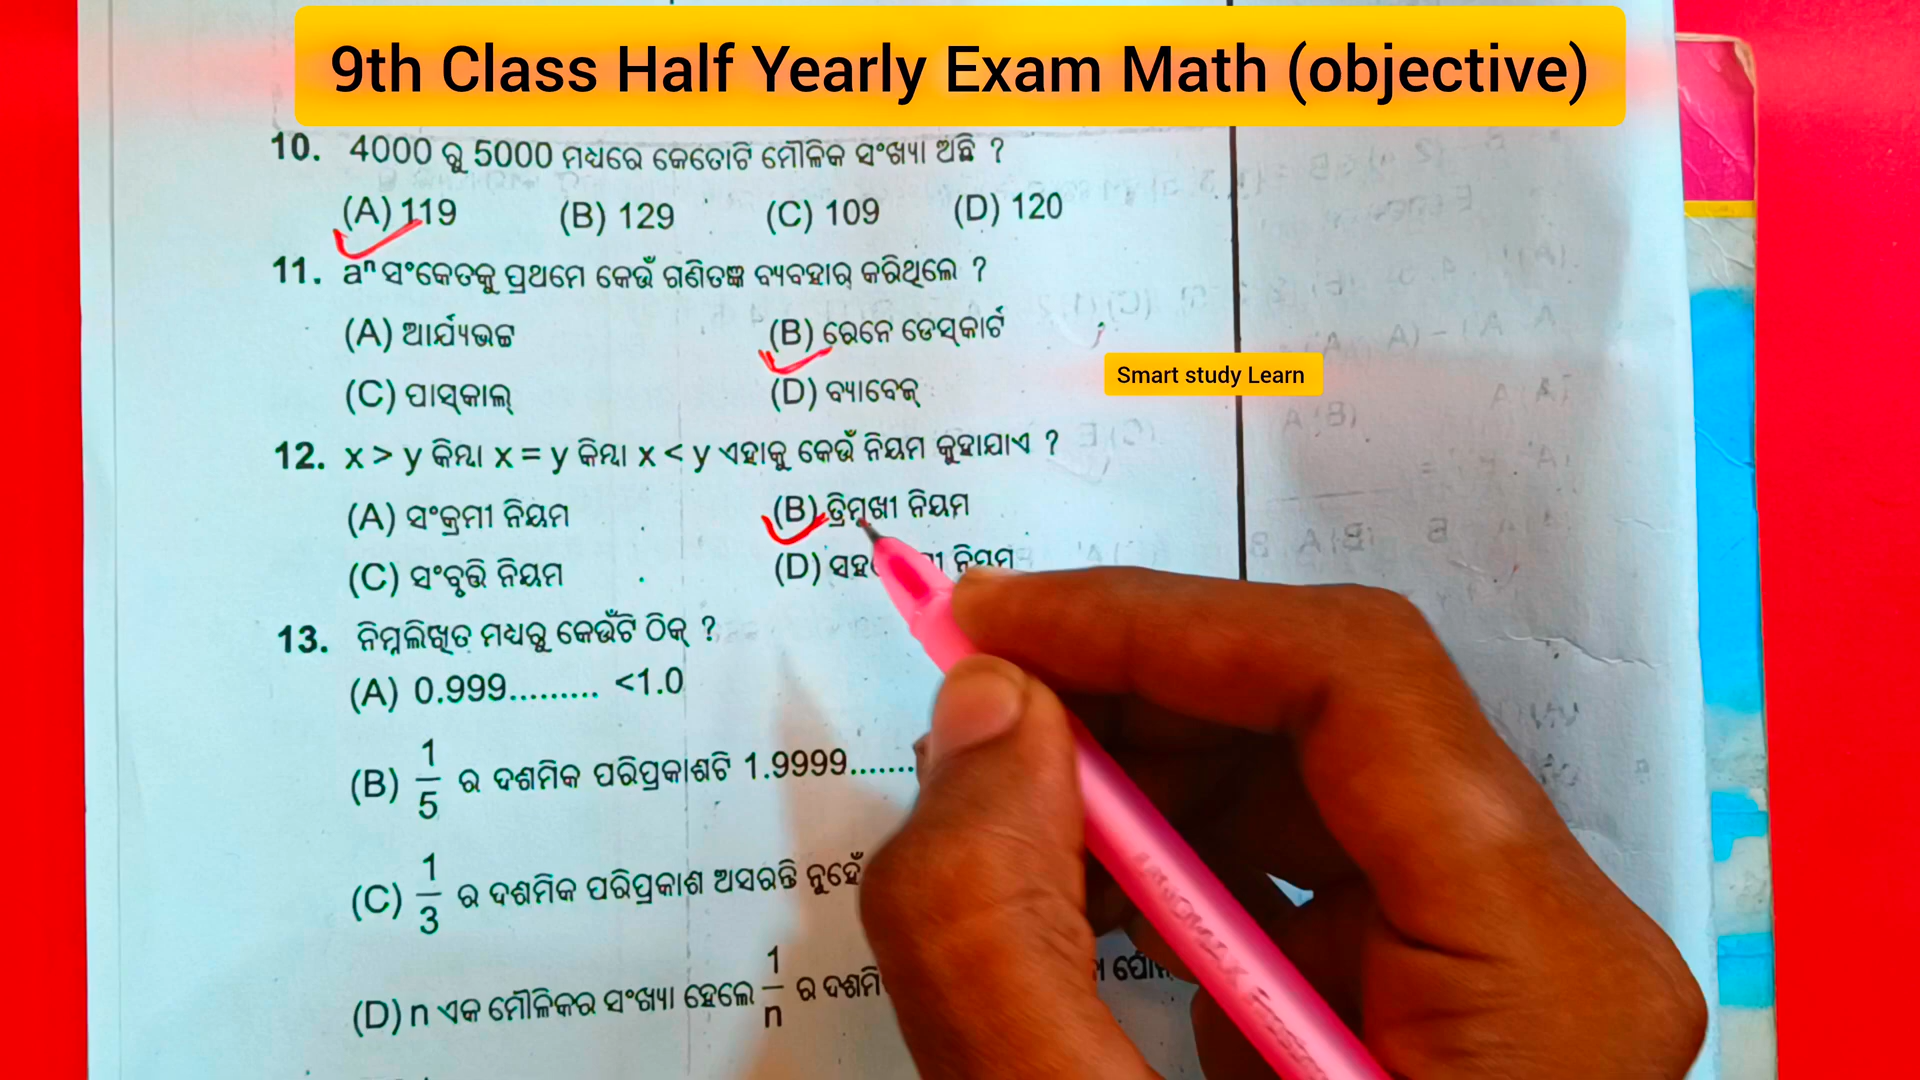 9th Class Half Yearly Exam Math (objective)
10. 4000 ରୁ 5000 ମଧ୍ୟରେ କେତୋଟି ମୌଳିକ ସଂଖ୍ୟା ଅଛି ?
(A) 119 (B) 129 (C) 109 (D) 120
11. aⁿ ସଂକେତକୁ ପ୍ରଥମେ କେଉଁ ଗଣିତଜ୍ଞ ବ୍ୟବହାର କରିଥିଲେ ?
(A) ଆର୍ଯ୍ୟଭଟ୍ଟ (B) ରେନେ ଡେସ୍‌କାର୍ଟ
Smart study Learn
(C) ପାସ୍‌କାଲ୍ (D) ବ୍ୟାବେଜ୍
12. x > y କିମ୍ବା x = y କିମ୍ବା x < y ଏହାକୁ କେଉଁ ନିୟମ କୁହାଯାଏ ?
(A) ସଂକ୍ରମୀ ନିୟମ (B) ତ୍ରିମୁଖୀ ନିୟମ
(C) ସଂବୃତ୍ତି ନିୟମ (D) ନିୟମ
13. ନିମ୍ନଲିଖିତ ମଧ୍ୟରୁ କେଉଁଟି ଠିକ୍ ?
(A) 0.999......... <1.0
(B) 1/5 ର ଦଶମିକ ପରିପ୍ରକାଶଟି 1.9999.......
(C) 1/3 ର ଦଶମିକ ପରିପ୍ରକାଶ ଅସରନ୍ତି ନୁହେଁ
(D) n ଏକ ମୌଳିକର ସଂଖ୍ୟା ହେଲେ 1/n ର